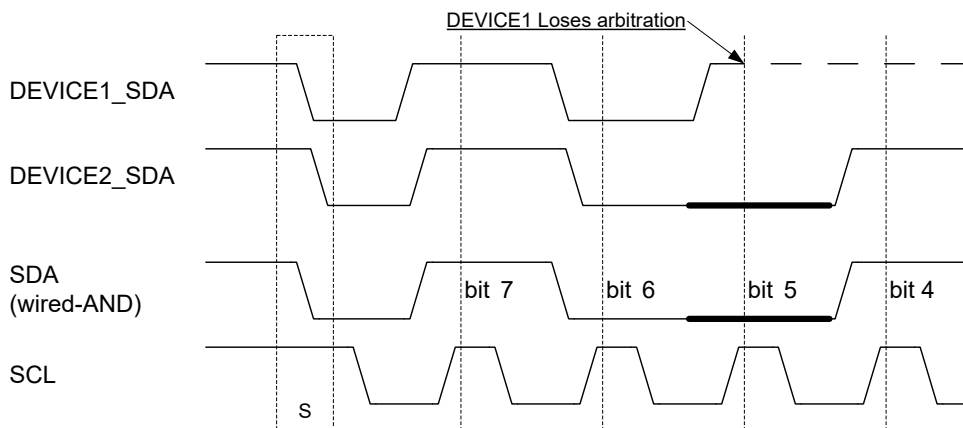 DEVICE1 Loses arbitration
DEVICE1_SDA
DEVICE2_SDA
SDA
(wired-AND)
bit 7
bit 6
bit 5
bit 4
SCL
S